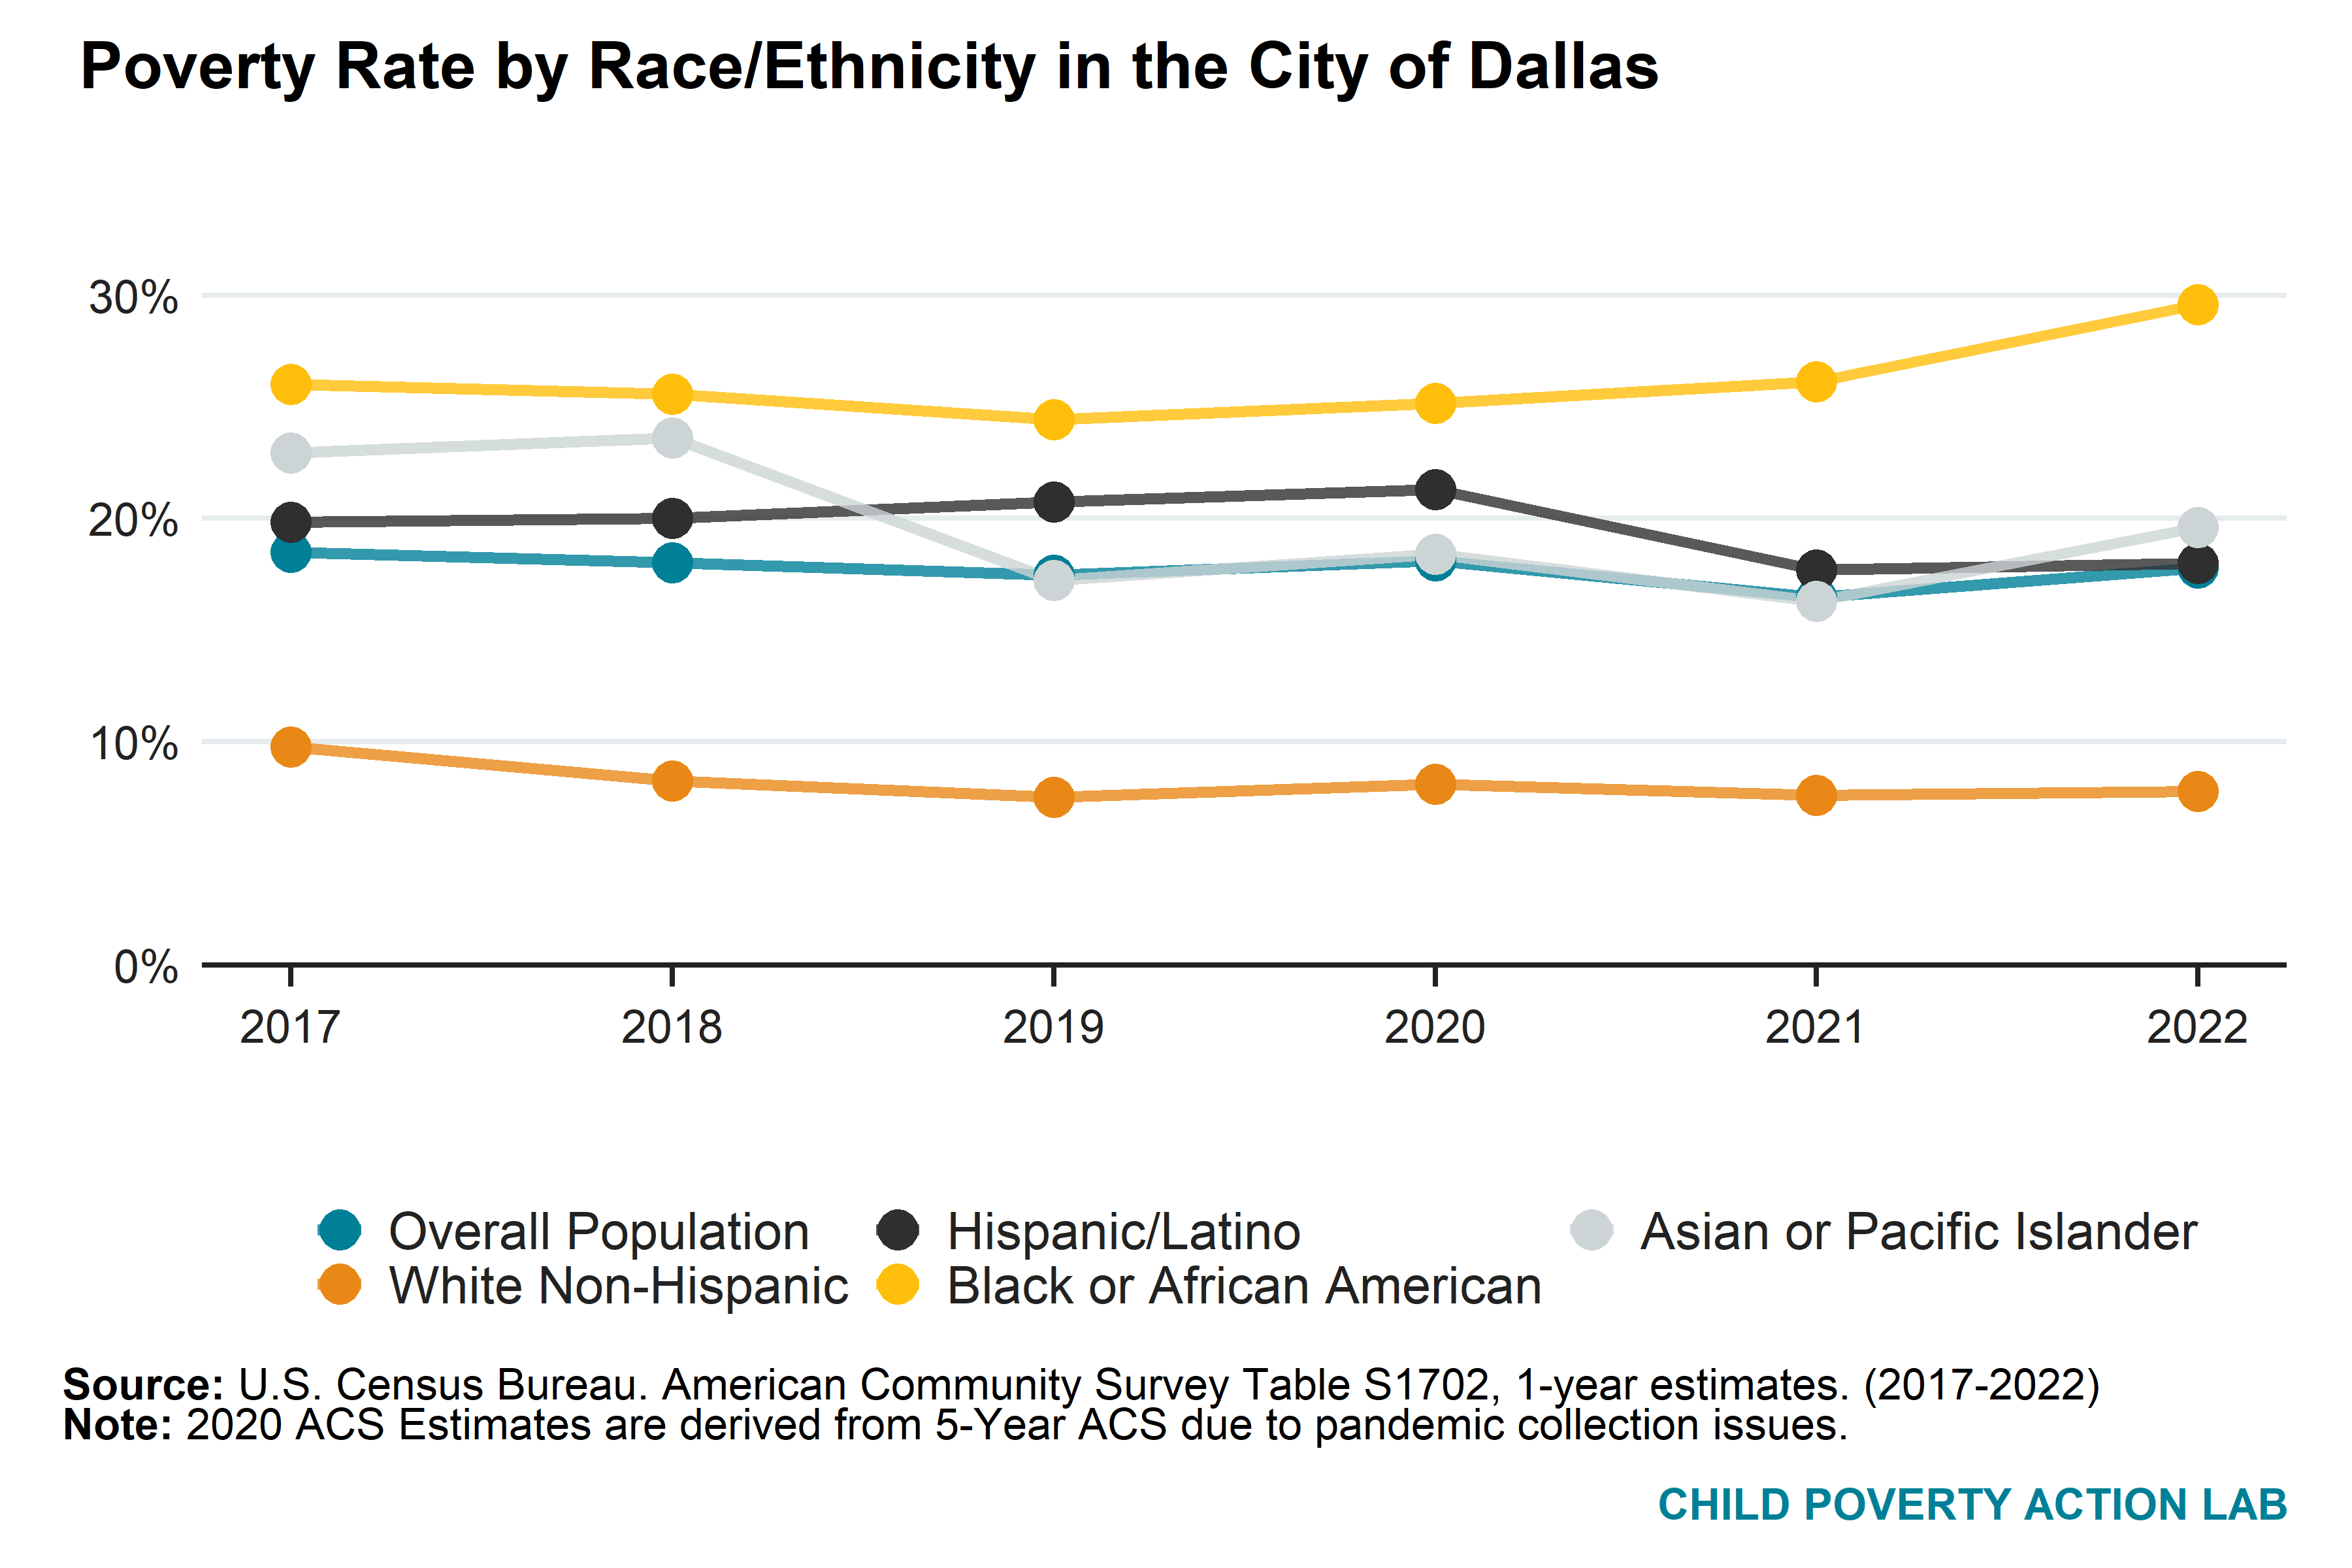 Poverty Rate by Race/Ethnicity in the City of Dallas
30%
20%
10%
0%
2017 2018 2019 2020 2021 2022
Overall Population Hispanic/Latino Asian or Pacific Islander
White Non-Hispanic Black or African American
Source: U.S. Census Bureau. American Community Survey Table S1702, 1-year estimates. (2017-2022)
Note: 2020 ACS Estimates are derived from 5-Year ACS due to pandemic collection issues.
CHILD POVERTY ACTION LAB